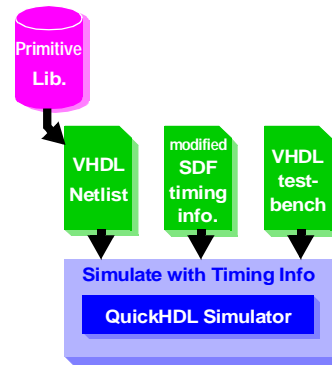 Primitive
Lib.
VHDL
Netlist
modified
SDF
timing
info.
VHDL
test-
bench
Simulate with Timing Info
QuickHDL Simulator